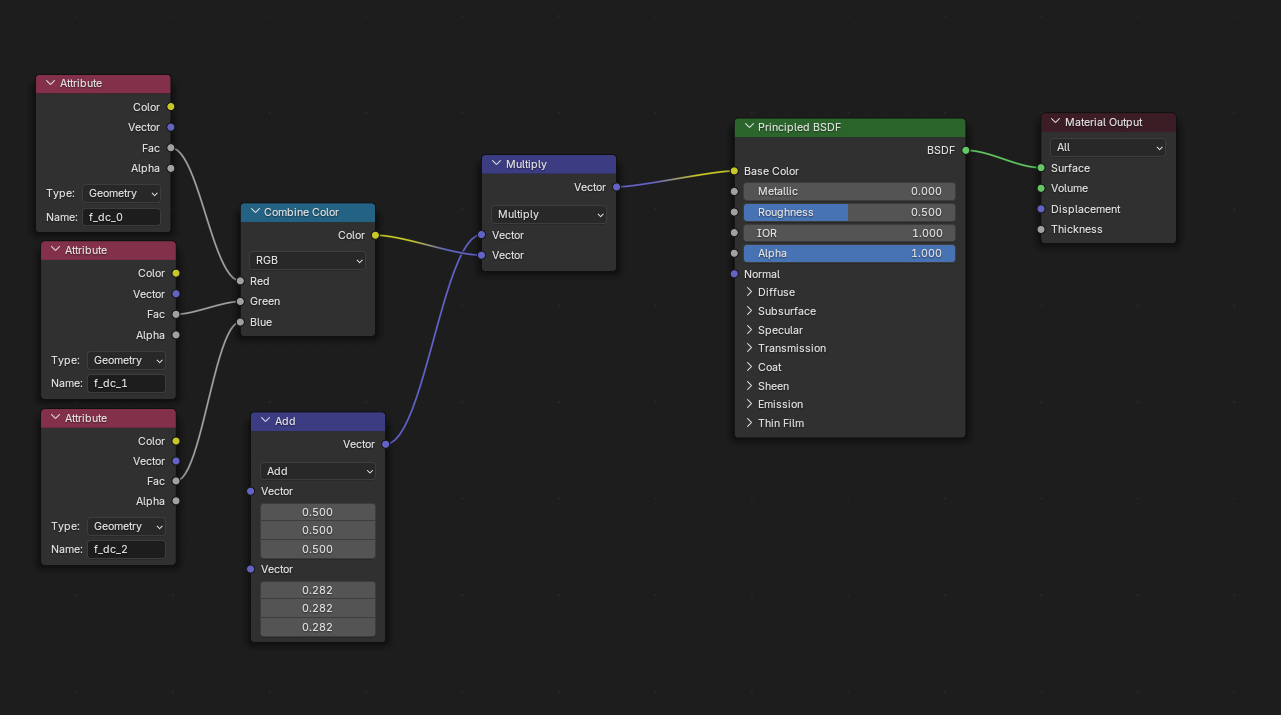 Attribute
Color
Vector
Fac
Alpha
Type: Geometry
Name: f_dc_0
Attribute
Color
Vector
Fac
Alpha
Type: Geometry
Name: f_dc_1
Attribute
Color
Vector
Fac
Alpha
Type: Geometry
Name: f_dc_2
Combine Color
Color
RGB
Red
Green
Blue
Add
Vector
Add
Vector
0.500
0.500
0.500
Vector
0.282
0.282
0.282
Multiply
Vector
Multiply
Vector
Vector
Principled BSDF
BSDF
Base Color
Metallic 0.000
Roughness 0.500
IOR 1.000
Alpha 1.000
Normal
Diffuse
Subsurface
Specular
Transmission
Coat
Sheen
Emission
Thin Film
Material Output
All
Surface
Volume
Displacement
Thickness